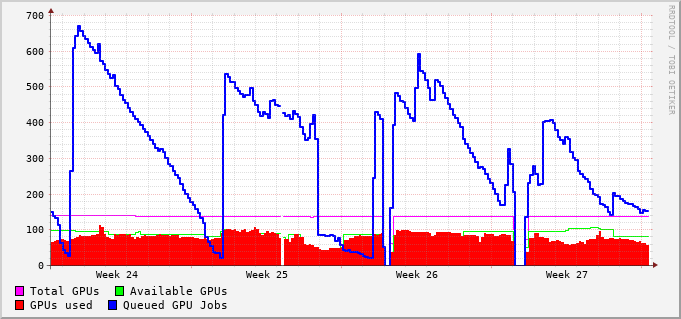 700
600
500
400
300
200
100
0
Week 24 Week 25 Week 26 Week 27
Total GPUs Available GPUs
GPUs used Queued GPU Jobs
RRDTOOL / TOBI OETIKER